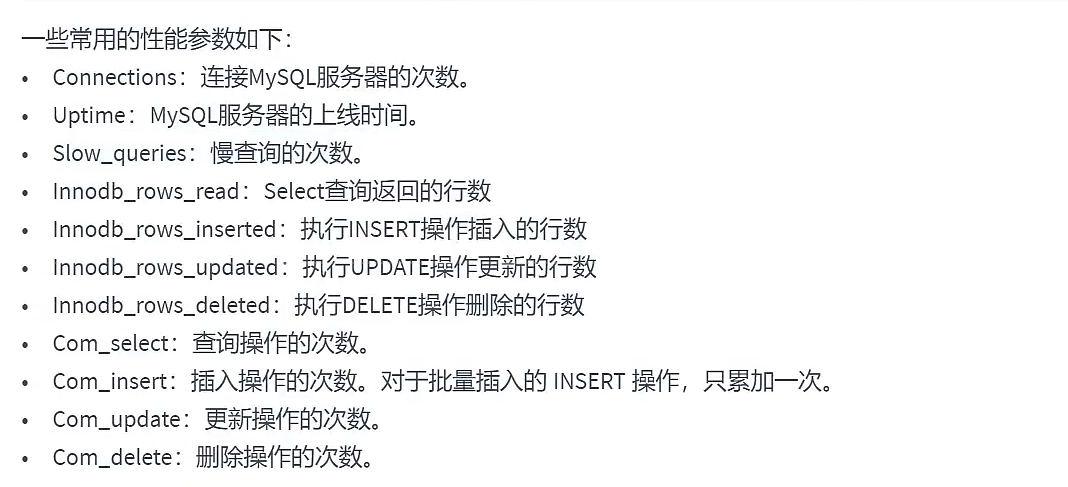 一些常用的性能参数如下：
• Connections：连接MySQL服务器的次数。
• Uptime：MySQL服务器的上线时间。
• Slow_queries：慢查询的次数。
• Innodb_rows_read：Select查询返回的行数
• Innodb_rows_inserted：执行INSERT操作插入的行数
• Innodb_rows_updated：执行UPDATE操作更新的行数
• Innodb_rows_deleted：执行DELETE操作删除的行数
• Com_select：查询操作的次数。
• Com_insert：插入操作的次数。对于批量插入的 INSERT 操作，只累加一次。
• Com_update：更新操作的次数。
• Com_delete：删除操作的次数。